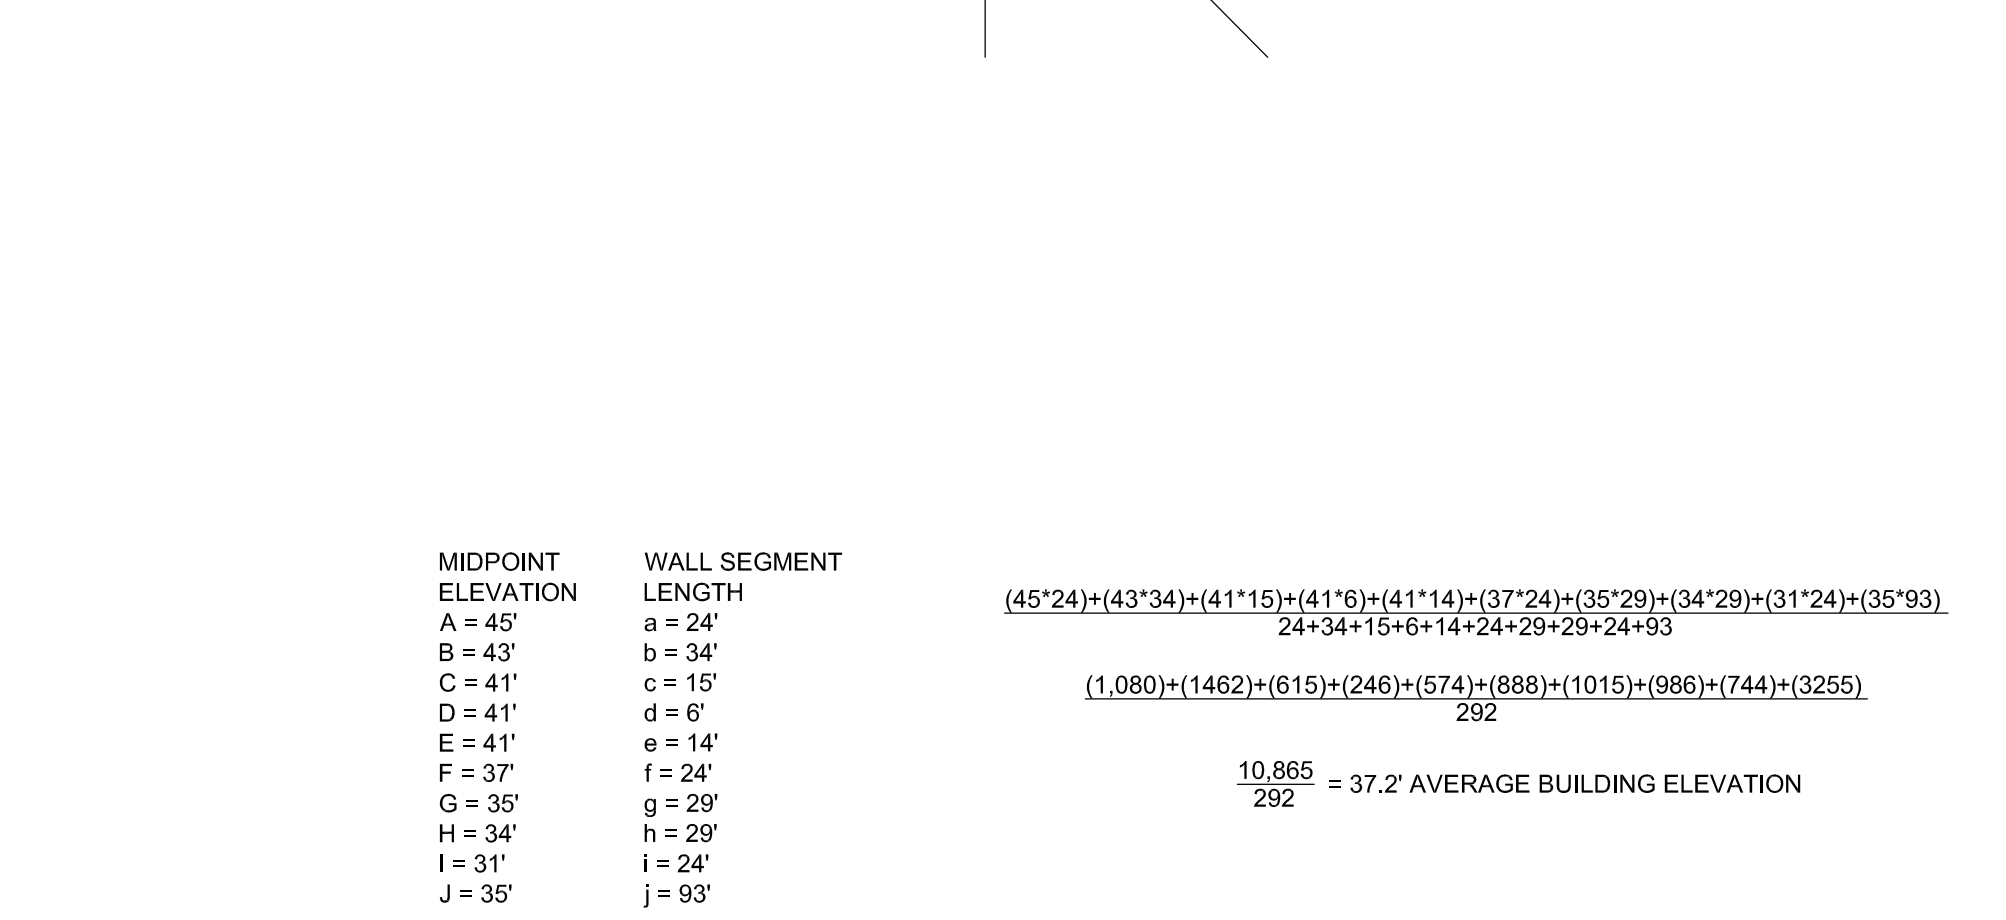 MIDPOINT ELEVATION
A = 45'
B = 43'
C = 41'
D = 41'
E = 41'
F = 37'
G = 35'
H = 34'
I = 31'
J = 35'
WALL SEGMENT LENGTH
a = 24'
b = 34'
c = 15'
d = 6'
e = 14'
f = 24'
g = 29'
h = 29'
i = 24'
j = 93'
(45*24)+(43*34)+(41*15)+(41*6)+(41*14)+(37*24)+(35*29)+(34*29)+(31*24)+(35*93)
24+34+15+6+14+24+29+29+24+93
(1,080)+(1462)+(615)+(246)+(574)+(888)+(1015)+(986)+(744)+(3255)
292
10,865
292
= 37.2' AVERAGE BUILDING ELEVATION